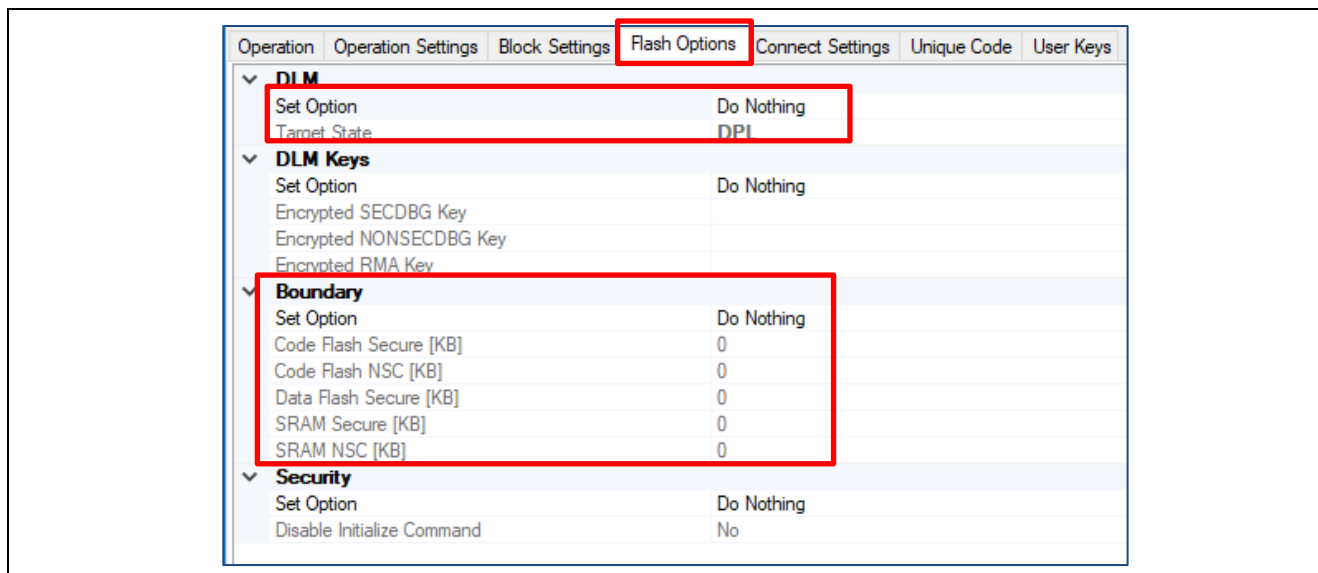 Operation Operation Settings Block Settings Flash Options Connect Settings Unique Code User Keys
DLM
Set Option Do Nothing
Target State DPL
DLM Keys
Set Option Do Nothing
Encrypted SECDBG Key
Encrypted NONSECDBG Key
Encrypted RMA Key
Boundary
Set Option Do Nothing
Code Flash Secure [KB] 0
Code Flash NSC [KB] 0
Data Flash Secure [KB] 0
SRAM Secure [KB] 0
SRAM NSC [KB] 0
Security
Set Option Do Nothing
Disable Initialize Command No